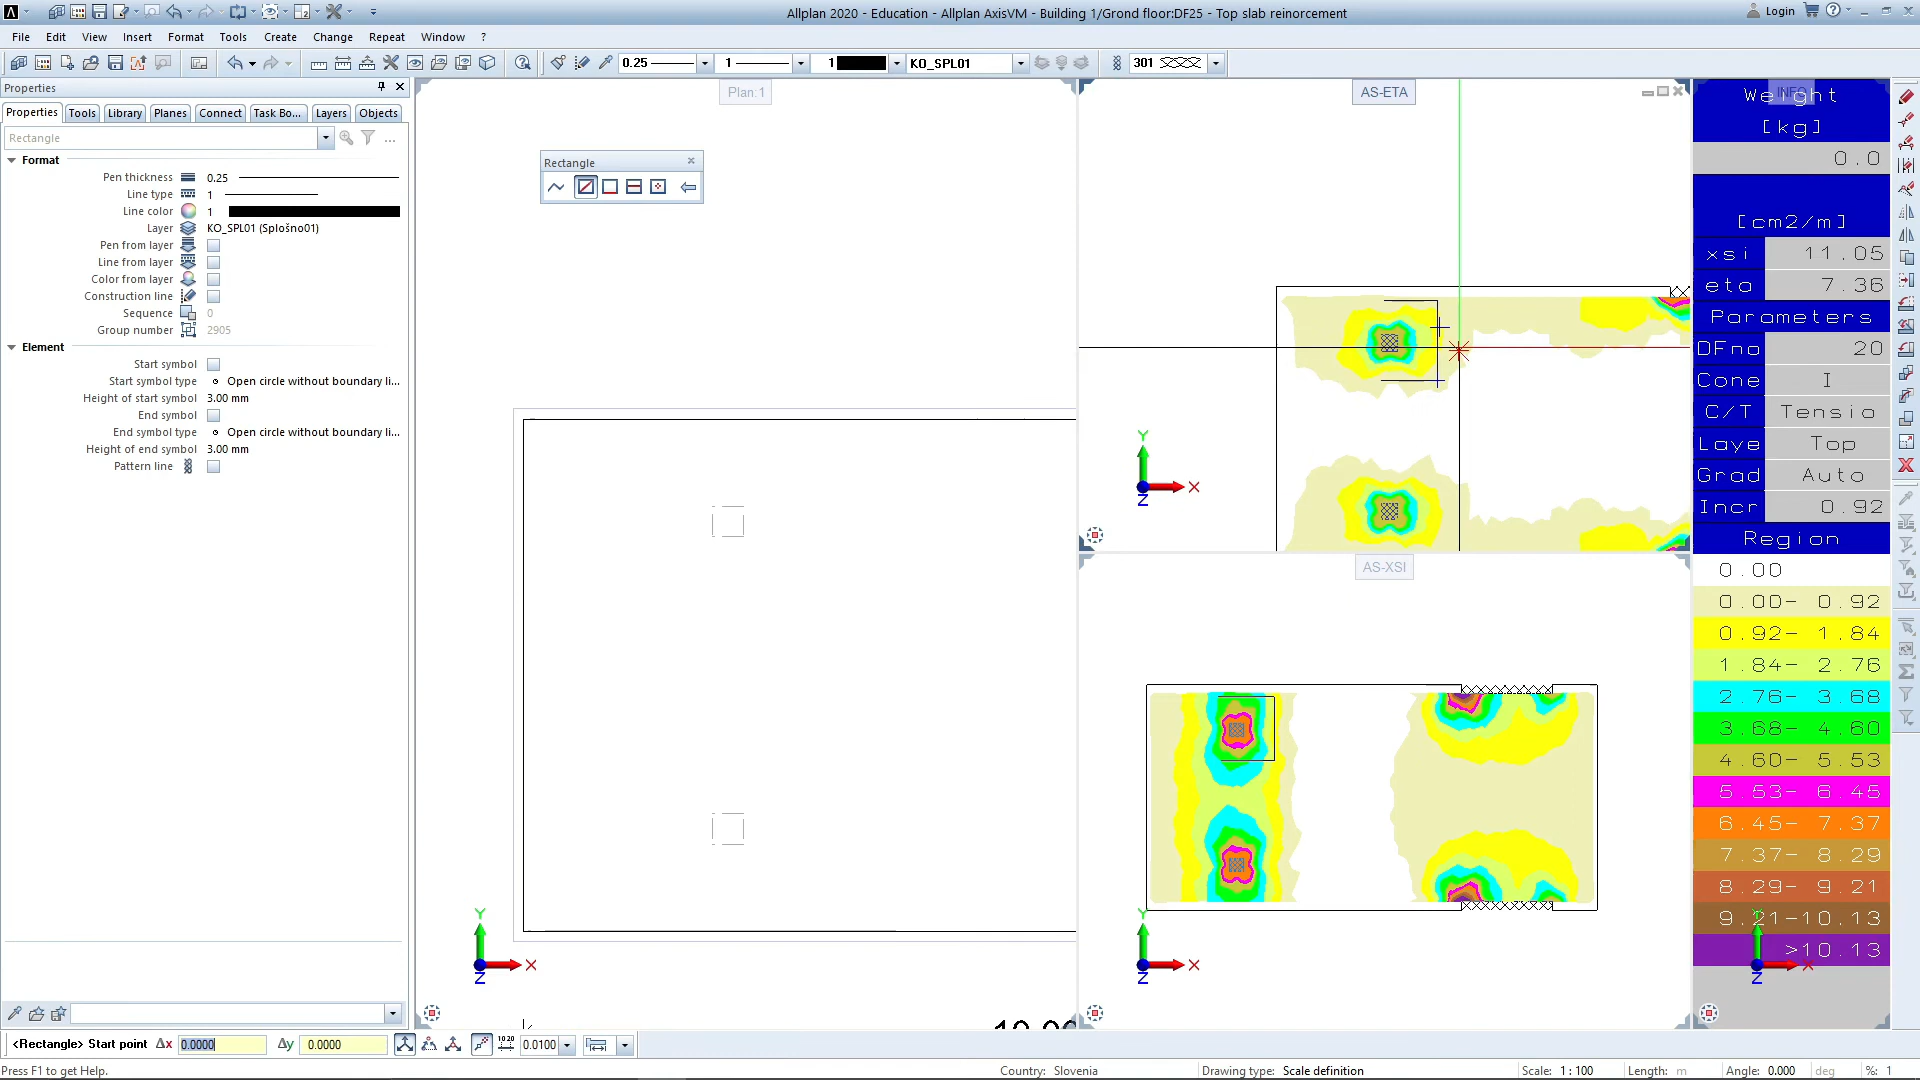 Allplan 2020 - Education - Allplan AxisVM - Building 1/Grond floor:DF25 - Top slab reinorcement
Login
File Edit View Insert Format Tools Create Change Repeat Window ?
0.25 1 1 KO_SPL01 301
Properties
Properties Tools Library Planes Connect Task Bo... Layers Objects
Rectangle
Format
Pen thickness 0.25
Line type 1
Line color 1
Layer KO_SPL01 (Splošno01)
Pen from layer
Line from layer
Color from layer
Construction line
Sequence 0
Group number 2905
Element
Start symbol
Start symbol type Open circle without boundary li...
Height of start symbol 3.00 mm
End symbol
End symbol type Open circle without boundary li...
Height of end symbol 3.00 mm
Pattern line
Plan:1
Rectangle
Y
X
Z
AS-ETA
Y
X
Z
AS-XSI
Y
X
Z
INFO
Weight
[kg]
0.0
[cm2/m]
xsi 11.05
eta 7.36
Parameters
DFno 20
Cone I
C/T Tensio
Laye Top
Grad Auto
Incr 0.92
Region
0.00
0.00- 0.92
0.92- 1.84
1.84- 2.76
2.76- 3.68
3.68- 4.60
4.60- 5.53
5.53- 6.45
6.45- 7.37
7.37- 8.29
8.29- 9.21
9.21-10.13
>10.13
Y
X
Z
<Rectangle> Start point Δx 0.0000 Δy 0.0000 1020 0.0100
Press F1 to get Help. Country: Slovenia Drawing type: Scale definition Scale: 1 : 100 Length: m Angle: 0.000 deg %: 1